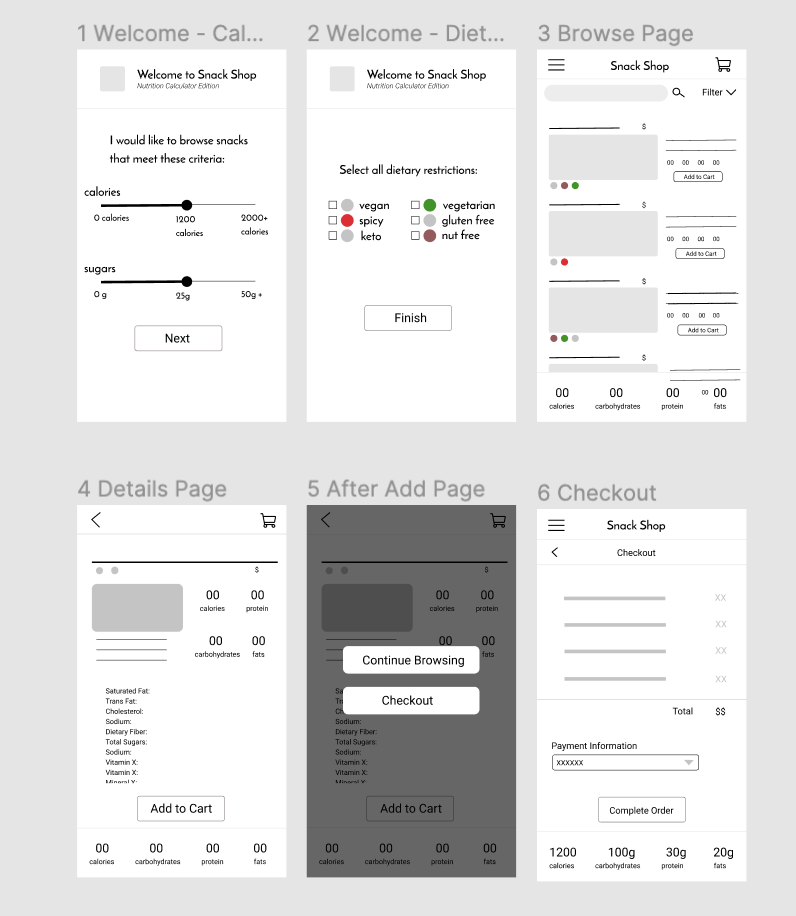 1 Welcome - Cal...
Welcome to Snack Shop
Nutrition Calculator Edition
I would like to browse snacks
that meet these criteria:
calories
0 calories 1200 calories 2000+ calories
sugars
0 g 25g 50g +
Next
2 Welcome - Diet...
Welcome to Snack Shop
Nutrition Calculator Edition
Select all dietary restrictions:
vegan vegetarian
spicy gluten free
keto nut free
Finish
3 Browse Page
Snack Shop
Filter
$
00 00 00 00
Add to Cart
$
00 00 00 00
Add to Cart
$
00 00 00 00
Add to Cart
$
00
00 00 00 00
calories carbohydrates protein fats
4 Details Page
$
00 00
calories protein
00 00
carbohydrates fats
Saturated Fat:
Trans Fat:
Cholesterol:
Sodium:
Dietary Fiber:
Total Sugars:
Sodium:
Vitamin X:
Vitamin X:
Mineral X:
Add to Cart
00 00 00 00
calories carbohydrates protein fats
5 After Add Page
$
00 00
calories protein
00 00
fats
Continue Browsing
Sa
Tr
Ch
Checkout
Sodium:
Dietary Fiber:
Total Sugars:
Sodium:
Vitamin X:
Vitamin X:
Mineral X:
Add to Cart
00 00 00 00
calories carbohydrates protein fats
6 Checkout
Snack Shop
Checkout
XX
XX
XX
XX
Total $$
Payment Information
xxxxxx
Complete Order
1200 100g 30g 20g
calories carbohydrates protein fats